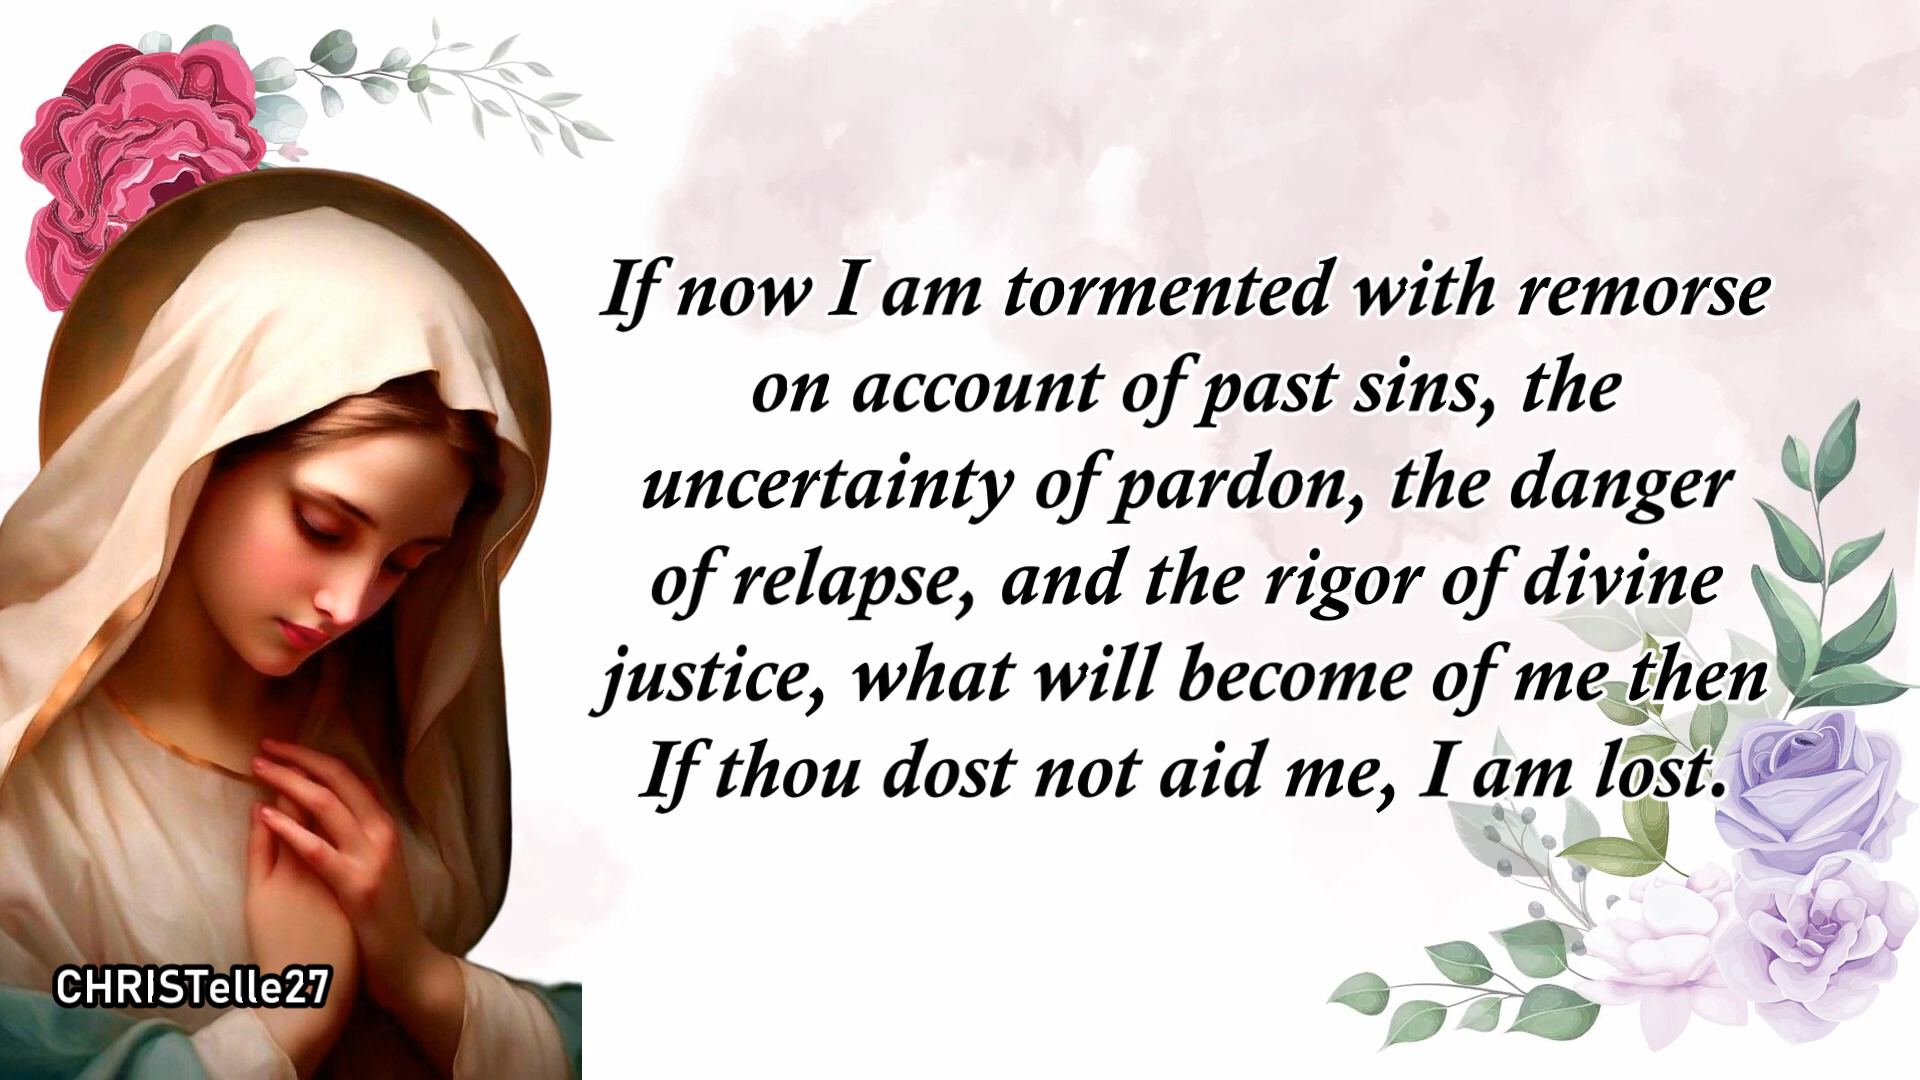 If now I am tormented with remorse
on account of past sins, the
uncertainty of pardon, the danger
of relapse, and the rigor of divine
justice, what will become of me then
If thou dost not aid me, I am lost.
CHRISTelle27